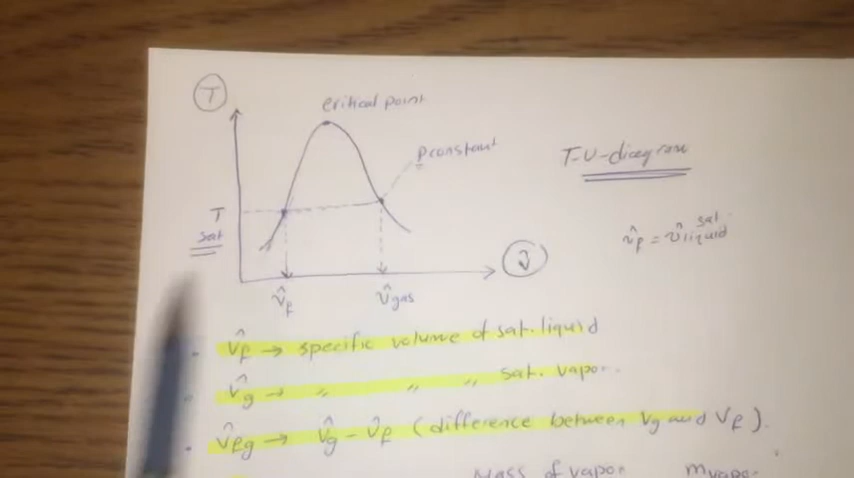 T
critical point
P constant
T-v-diagram
T
sat
v̂f = v̂ liquid sat.
v̂
v̂f v̂gas
. v̂f → specific volume of sat. liquid
. v̂g → " " " sat. vapor.
. v̂fg → v̂g - v̂f (difference between vg and vf).
Mass of vapor mvapor